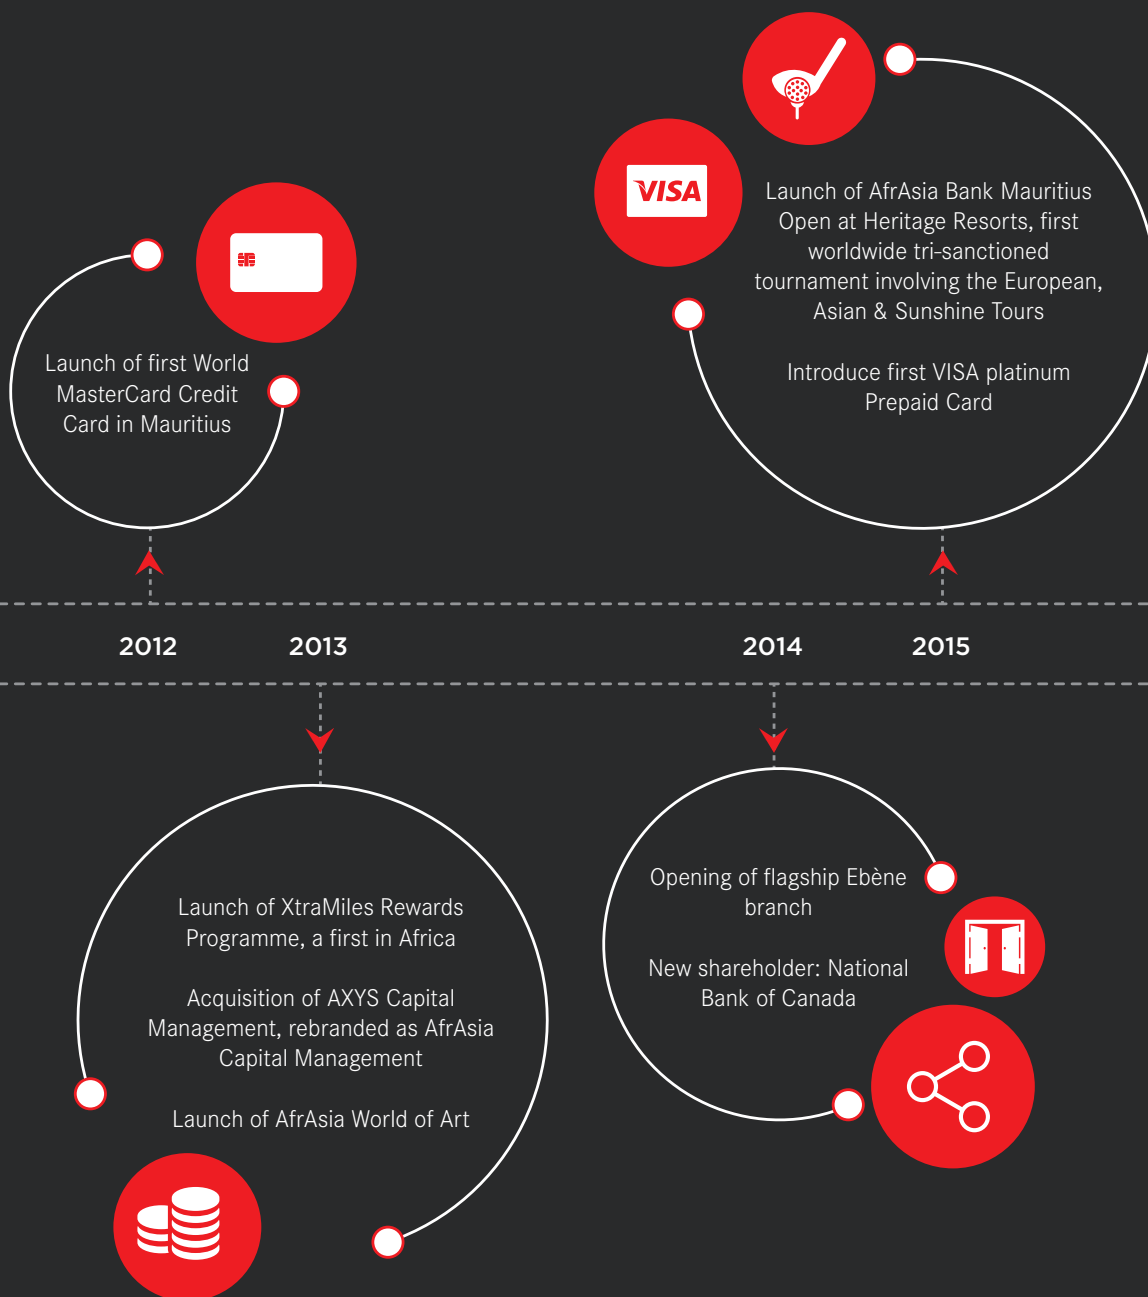 VISA
Launch of AfrAsia Bank Mauritius
Open at Heritage Resorts, first
worldwide tri-sanctioned
tournament involving the European,
Asian & Sunshine Tours
Introduce first VISA platinum
Prepaid Card
Launch of first World
MasterCard Credit
Card in Mauritius
2012
2013
2014
2015
Launch of XtraMiles Rewards
Programme, a first in Africa
Acquisition of AXYS Capital
Management, rebranded as AfrAsia
Capital Management
Launch of AfrAsia World of Art
Opening of flagship Ebène
branch
New shareholder: National
Bank of Canada